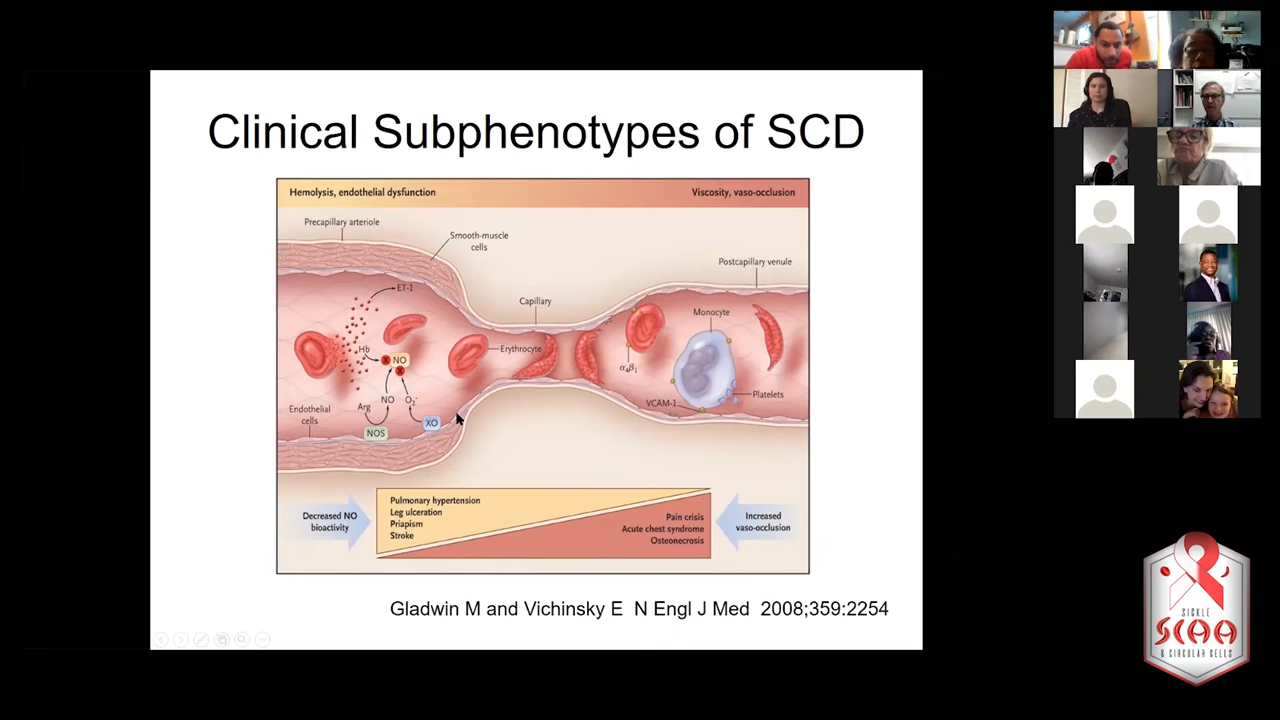 Clinical Subphenotypes of SCD
Hemolysis, endothelial dysfunction
Viscosity, vaso-occlusion
Precapillary arteriole
Smooth-muscle
cells
Postcapillary venule
ET-1
Capillary
Monocyte
Hb
X NO
X
Erythrocyte
α4β1
NO O2-
Arg
Platelets
VCAM-1
Endothelial
cells
XO
NOS
Decreased NO
bioactivity
Pulmonary hypertension
Leg ulceration
Priapism
Stroke
Pain crisis
Acute chest syndrome
Osteonecrosis
Increased
vaso-occlusion
Gladwin M and Vichinsky E N Engl J Med 2008;359:2254
SICKLE
SCAA
& CIRCULAR CELLS